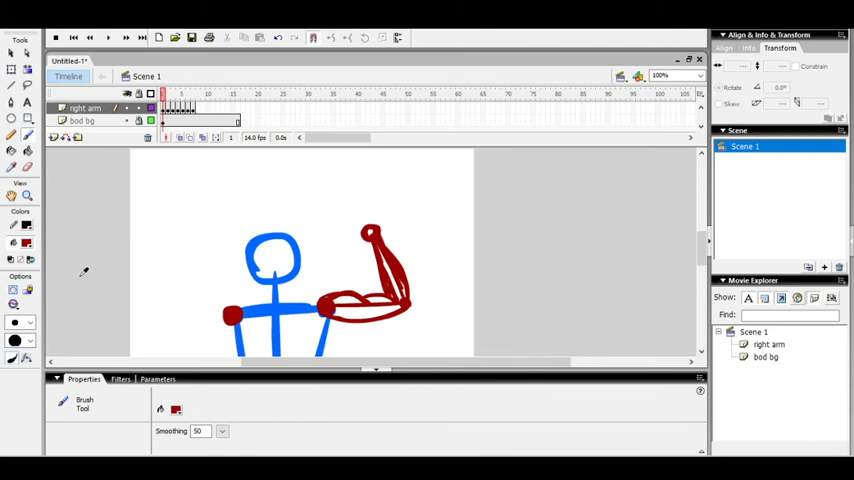 Tools
View
Colors
Options
Untitled-1*
Timeline
Scene 1
100%
1 5 10 15 20 25 30 35 40 45 50 55 60 65 70 75 80 85 90 95 100 105
right arm
bod bg
1 14.0 fps 0.0s
Properties Filters Parameters
Brush
Tool
Smoothing 50
Align & Info & Transform
Align Info Transform
Constrain
Rotate 0.0°
Skew
Scene
Scene 1
Movie Explorer
Show: A
Find:
Scene 1
right arm
bod bg